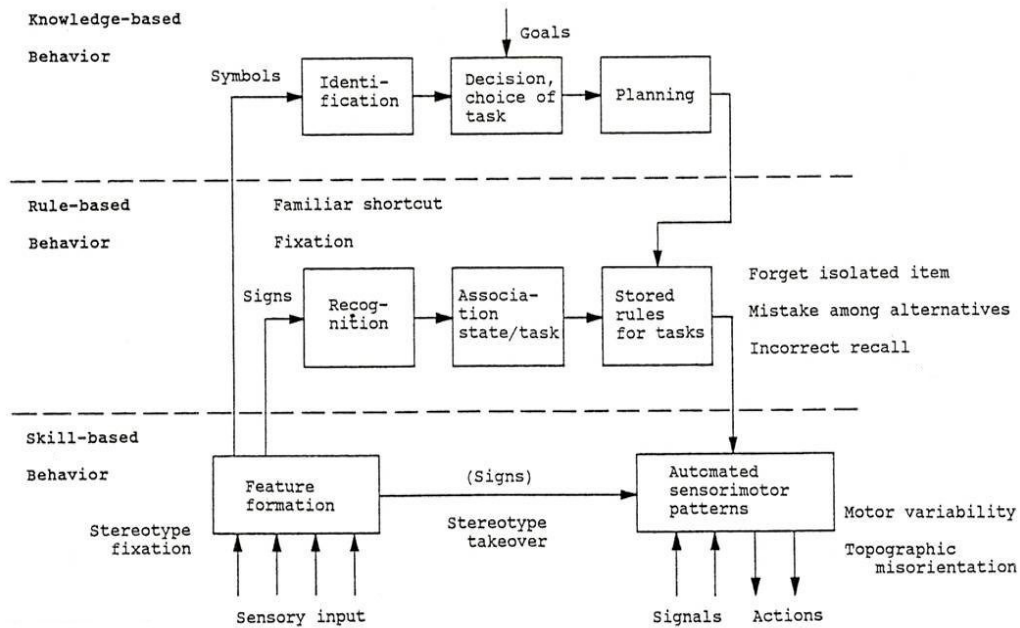 Knowledge-based
Behavior
Goals
Symbols
Identi-
fication
Decision,
choice of
task
Planning
Rule-based
Behavior
Familiar shortcut
Fixation
Signs
Recog-
nition
Associa-
tion
state/task
Stored
rules
for tasks
Forget isolated item
Mistake among alternatives
Incorrect recall
Skill-based
Behavior
Feature
formation
(Signs)
Automated
sensorimotor
patterns
Stereotype
fixation
Stereotype
takeover
Motor variability
Topographic
misorientation
Sensory input
Signals
Actions